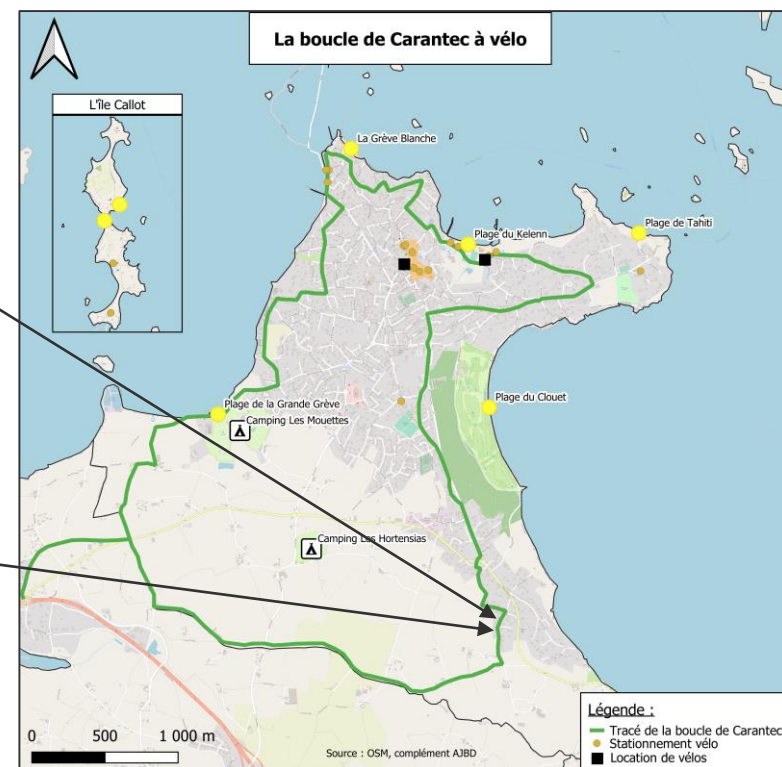 La boucle de Carantec à vélo
L'île Callot
La Grève Blanche
Plage du Kelenn
Plage de Tahiti
Plage de la Grande Grève
Plage du Clouet
Camping Les Mouettes
Camping Les Hortensias
0 500 1 000 m
Source : OSM, complément AJBD
Légende :
Tracé de la boucle de Carantec
Stationnement vélo
Location de vélos